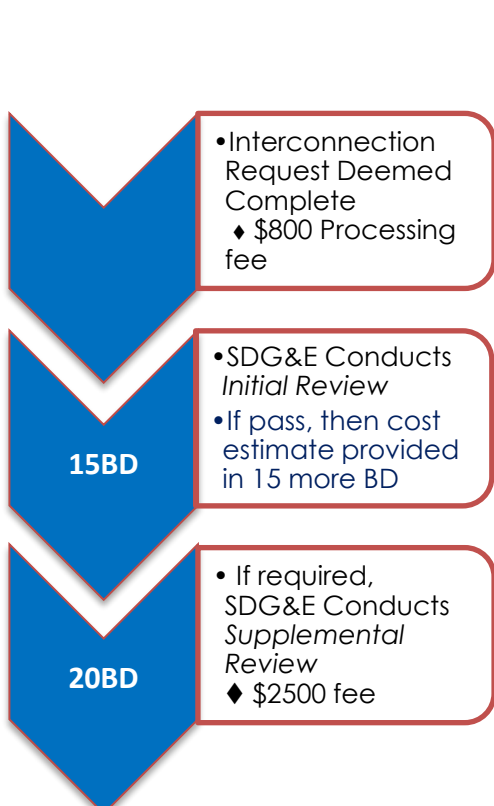 •Interconnection
Request Deemed
Complete
♦ $800 Processing
fee
15BD
•SDG&E Conducts
Initial Review
•If pass, then cost
estimate provided
in 15 more BD
20BD
• If required,
SDG&E Conducts
Supplemental
Review
♦ $2500 fee